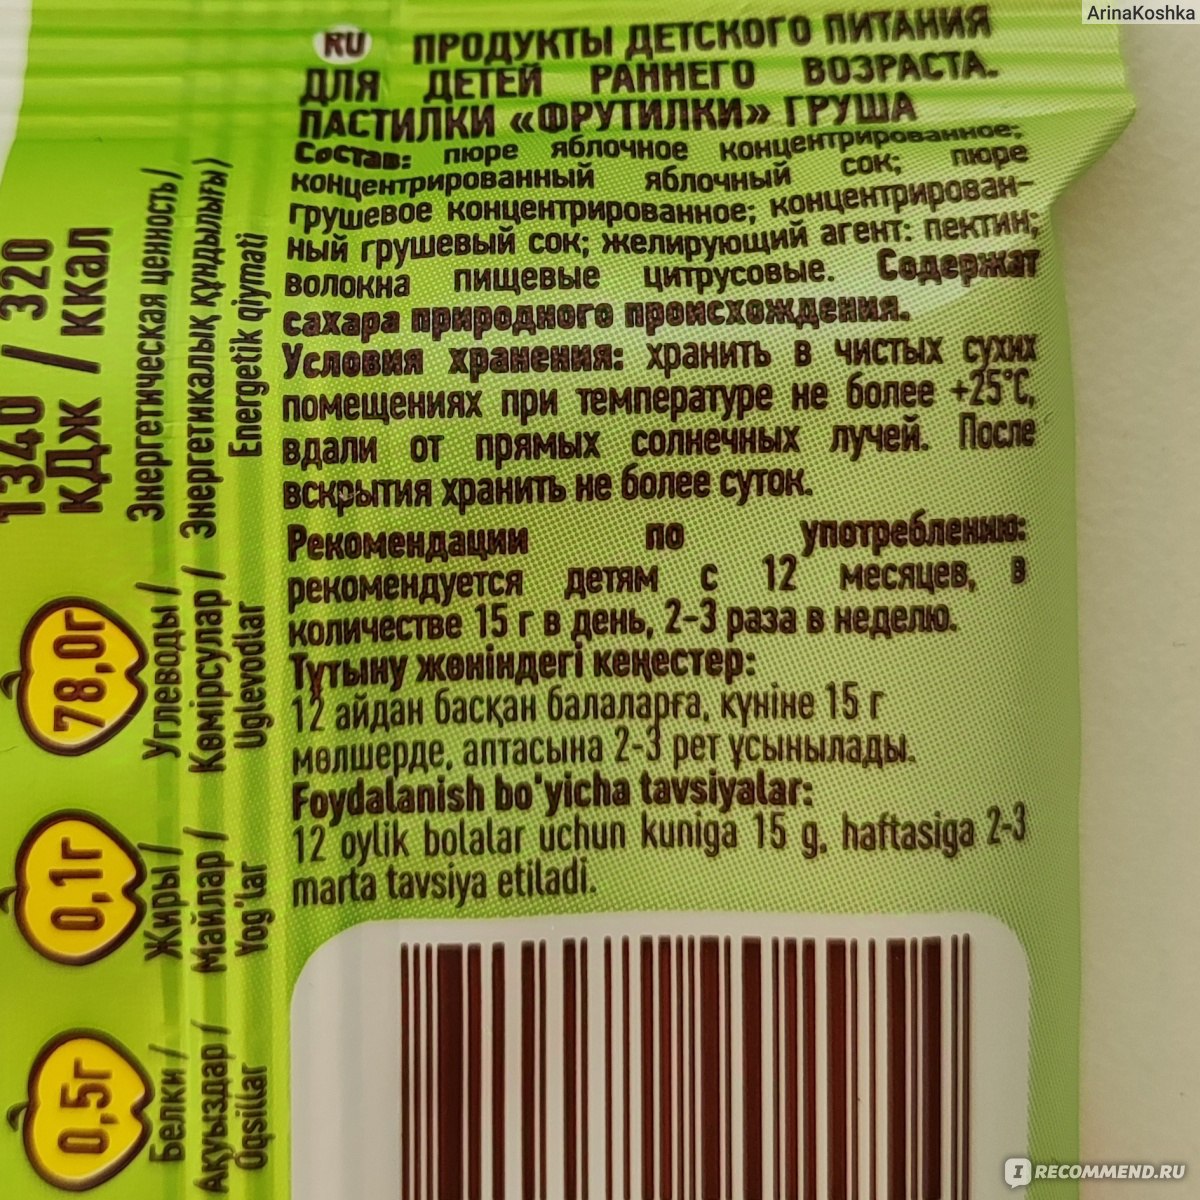 ArinaKoshka
RU ПРОДУКТЫ ДЕТСКОГО ПИТАНИЯ
ДЛЯ ДЕТЕЙ РАННЕГО ВОЗРАСТА.
ПАСТИЛКИ «ФРУТИЛКИ» ГРУША
Состав: пюре яблочное концентрированное;
концентрированный яблочный сок; пюре
грушевое концентрированное; концентрирован-
ный грушевый сок; желирующий агент: пектин;
волокна пищевые цитрусовые. Содержат
сахара природного происхождения.
Условия хранения: хранить в чистых сухих
помещениях при температуре не более +25°C,
вдали от прямых солнечных лучей. После
вскрытия хранить не более суток.
Рекомендации по употреблению:
рекомендуется детям с 12 месяцев, в
количестве 15 г в день, 2-3 раза в неделю.
Тұтыну жөніндегі кеңестер:
12 айдан басқан балаларға, күніне 15 г
мөлшерде, аптасына 2-3 рет ұсынылады.
Foydalanish bo'yicha tavsiyalar:
12 oylik bolalar uchun kuniga 15 g, haftasiga 2-3
marta tavsiya etiladi.
1340 / 320
кДж / ккал
Энергетическая ценность /
Энергетикалық құндылығы /
Energetik qiymati
78,0г
Углеводы /
Көмірсулар /
Uglevodlar
0,1г
Жиры /
Майлар /
Yog'lar
0,5г
Белки /
Ақуыздар /
Oqsillar
I RECOMMEND.RU